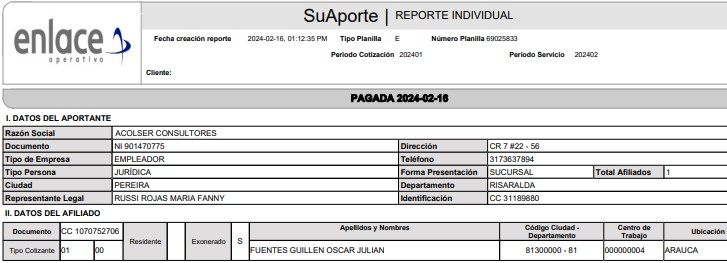 SuAporte | REPORTE INDIVIDUAL
enlace
operativo
Fecha creación reporte 2024-02-16, 01:12:35 PM Tipo Planilla E Número Planilla 69025833
Periodo Cotización 202401 Periodo Servicio 202402
Cliente:
PAGADA 2024-02-16
I. DATOS DEL APORTANTE
Razón Social ACOLSER CONSULTORES
Documento NI 901470775 Dirección CR 7 #22 - 56
Tipo de Empresa EMPLEADOR Teléfono 3173637894
Tipo Persona JURÍDICA Forma Presentación SUCURSAL Total Afiliados 1
Ciudad PEREIRA Departamento RISARALDA
Representante Legal RUSSI ROJAS MARIA FANNY Identificación CC 31189880
II. DATOS DEL AFILIADO
Documento CC 1070752706 Residente Exonerado S Apellidos y Nombres Código Ciudad - Departamento Centro de Trabajo Ubicación
Tipo Cotizante 01 00 FUENTES GUILLEN OSCAR JULIAN 81300000 - 81 000000004 ARAUCA